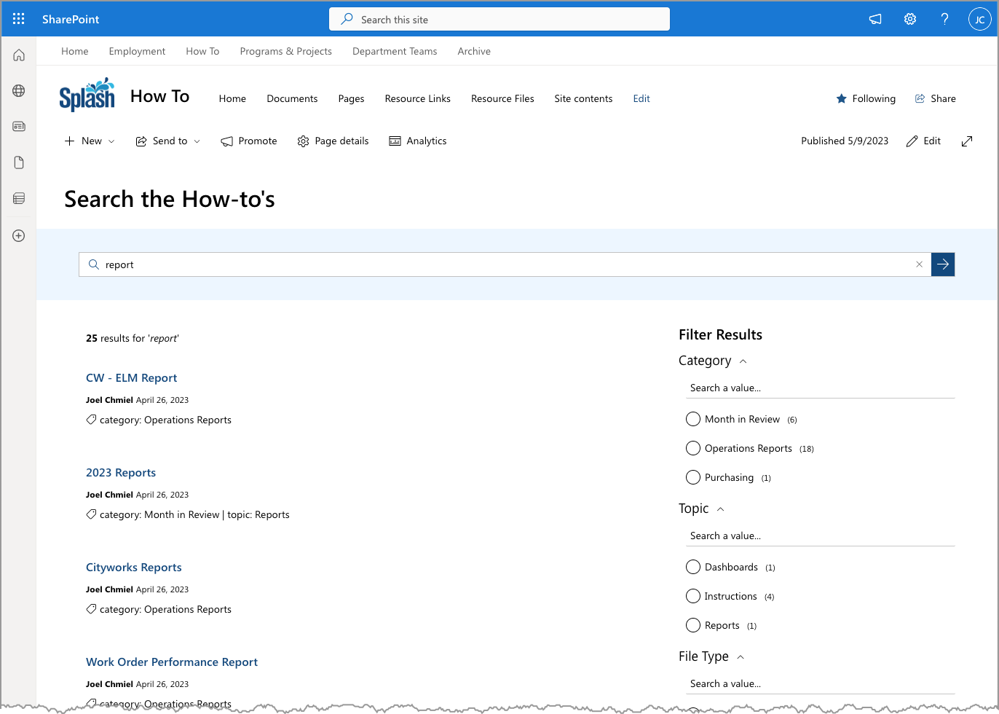 SharePoint
Search this site
JC
Home Employment How To Programs & Projects Department Teams Archive
Splash
How To
Home Documents Pages Resource Links Resource Files Site contents Edit
Following Share
New Send to Promote Page details Analytics
Published 5/9/2023 Edit
Search the How-to's
report
25 results for 'report'
CW - ELM Report
Joel Chmiel April 26, 2023
category: Operations Reports
2023 Reports
Joel Chmiel April 26, 2023
category: Month in Review | topic: Reports
Cityworks Reports
Joel Chmiel April 26, 2023
category: Operations Reports
Work Order Performance Report
Joel Chmiel April 26, 2023
category: Operations Reports
Filter Results
Category
Search a value...
Month in Review (6)
Operations Reports (18)
Purchasing (1)
Topic
Search a value...
Dashboards (1)
Instructions (4)
Reports (1)
File Type
Search a value...